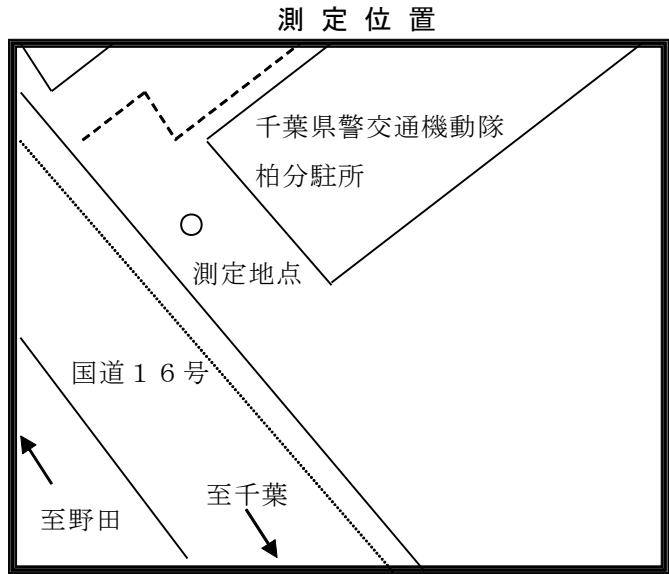 測 定 位 置
千葉県警交通機動隊
柏分駐所
測定地点
国道１６号
至千葉
至野田